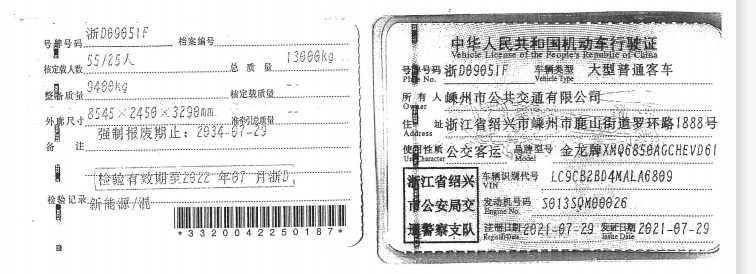 号牌号码 浙D09051F 档案编号
核定载人数 55/25人 总质量 13000kg
整备质量 9400kg 核定载质量 --
外廓尺寸 8545×2450×3290mm 准牵引总质量 --
备注 强制报废期止：2034-07-29
检验有效期至2022年07月浙D
检验记录 新能源/混
*3320042250187*
中华人民共和国机动车行驶证
Vehicle License of the People's Republic of China
号牌号码 浙D09051F 车辆类型 大型普通客车
Plate No. Vehicle Type
所有人 嵊州市公共交通有限公司
Owner
住址 浙江省绍兴市嵊州市鹿山街道罗环路1888号
Address
使用性质 公交客运 品牌型号 金龙牌XMQ6850AGCHEVD61
Use Character Model
浙江省绍兴 车辆识别代号 LC9CB2BD4MALA6809
VIN
市公安局交 发动机号码 S013SQM00026
Engine No.
通警察支队 注册日期 2021-07-29 发证日期 2021-07-29
Register Date Issue Date